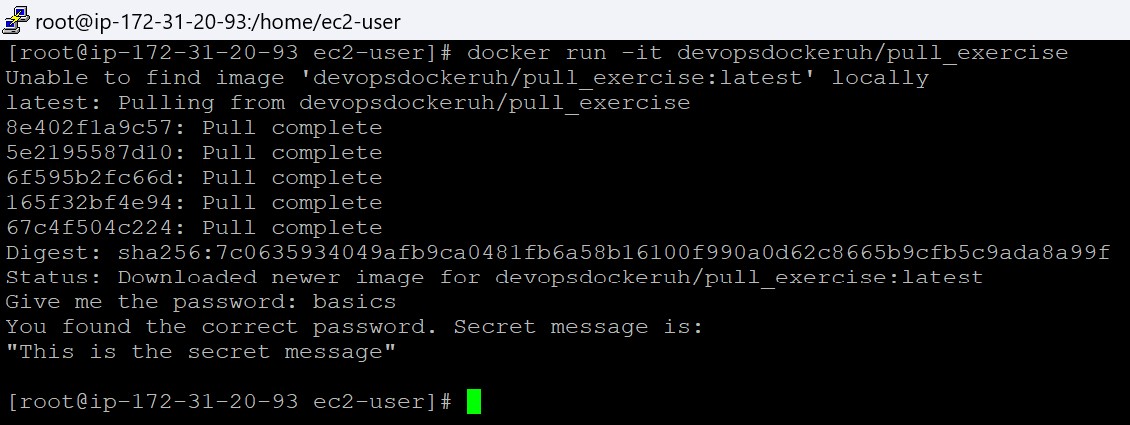 root@ip-172-31-20-93:/home/ec2-user
[root@ip-172-31-20-93 ec2-user]# docker run -it devopsdockeruh/pull_exercise
Unable to find image 'devopsdockeruh/pull_exercise:latest' locally
latest: Pulling from devopsdockeruh/pull_exercise
8e402f1a9c57: Pull complete
5e2195587d10: Pull complete
6f595b2fc66d: Pull complete
165f32bf4e94: Pull complete
67c4f504c224: Pull complete
Digest: sha256:7c0635934049afb9ca0481fb6a58b16100f990a0d62c8665b9cfb5c9ada8a99f
Status: Downloaded newer image for devopsdockeruh/pull_exercise:latest
Give me the password: basics
You found the correct password. Secret message is:
"This is the secret message"
[root@ip-172-31-20-93 ec2-user]#